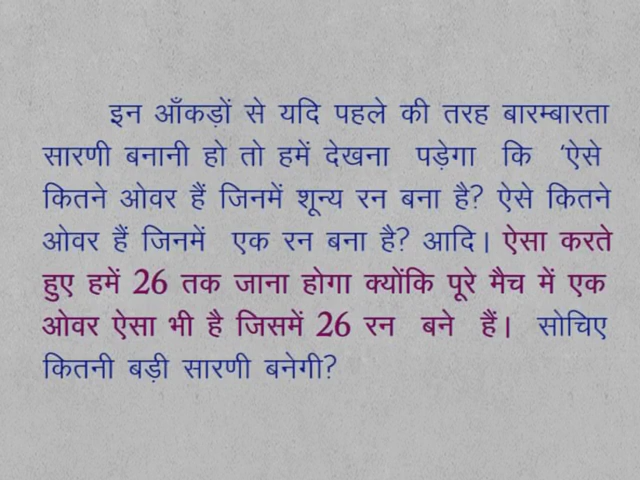 इन आँकड़ों से यदि पहले की तरह बारम्बारता
सारणी बनानी हो तो हमें देखना पड़ेगा कि 'ऐसे
कितने ओवर हैं जिनमें शून्य रन बना है? ऐसे कितने
ओवर हैं जिनमें एक रन बना है? आदि। ऐसा करते
हुए हमें 26 तक जाना होगा क्योंकि पूरे मैच में एक
ओवर ऐसा भी है जिसमें 26 रन बने हैं। सोचिए
कितनी बड़ी सारणी बनेगी?